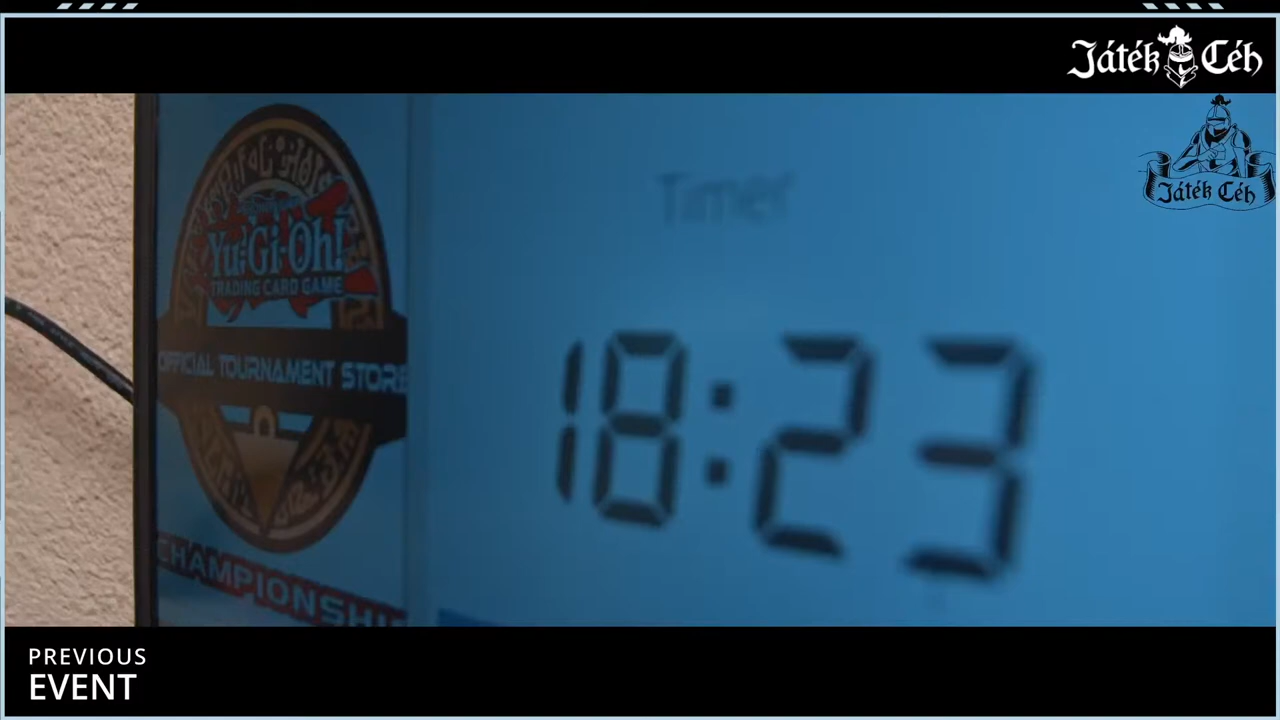 Játék Céh
Játék Céh
Yu-Gi-Oh!
TRADING CARD GAME
OFFICIAL TOURNAMENT STORE
CHAMPIONSHI
Timer
18:23
PREVIOUS
EVENT